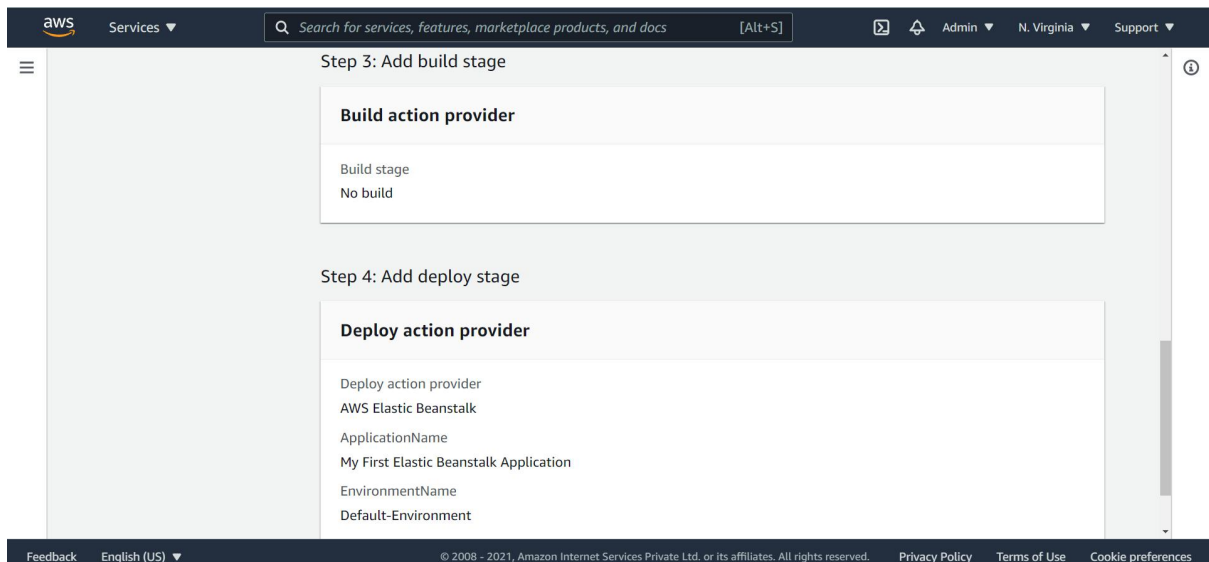 aws Services ▼ Search for services, features, marketplace products, and docs [Alt+S] Admin ▼ N. Virginia ▼ Support ▼
Step 3: Add build stage
Build action provider
Build stage
No build
Step 4: Add deploy stage
Deploy action provider
Deploy action provider
AWS Elastic Beanstalk
ApplicationName
My First Elastic Beanstalk Application
EnvironmentName
Default-Environment
Feedback English (US) ▼ © 2008 - 2021, Amazon Internet Services Private Ltd. or its affiliates. All rights reserved. Privacy Policy Terms of Use Cookie preferences